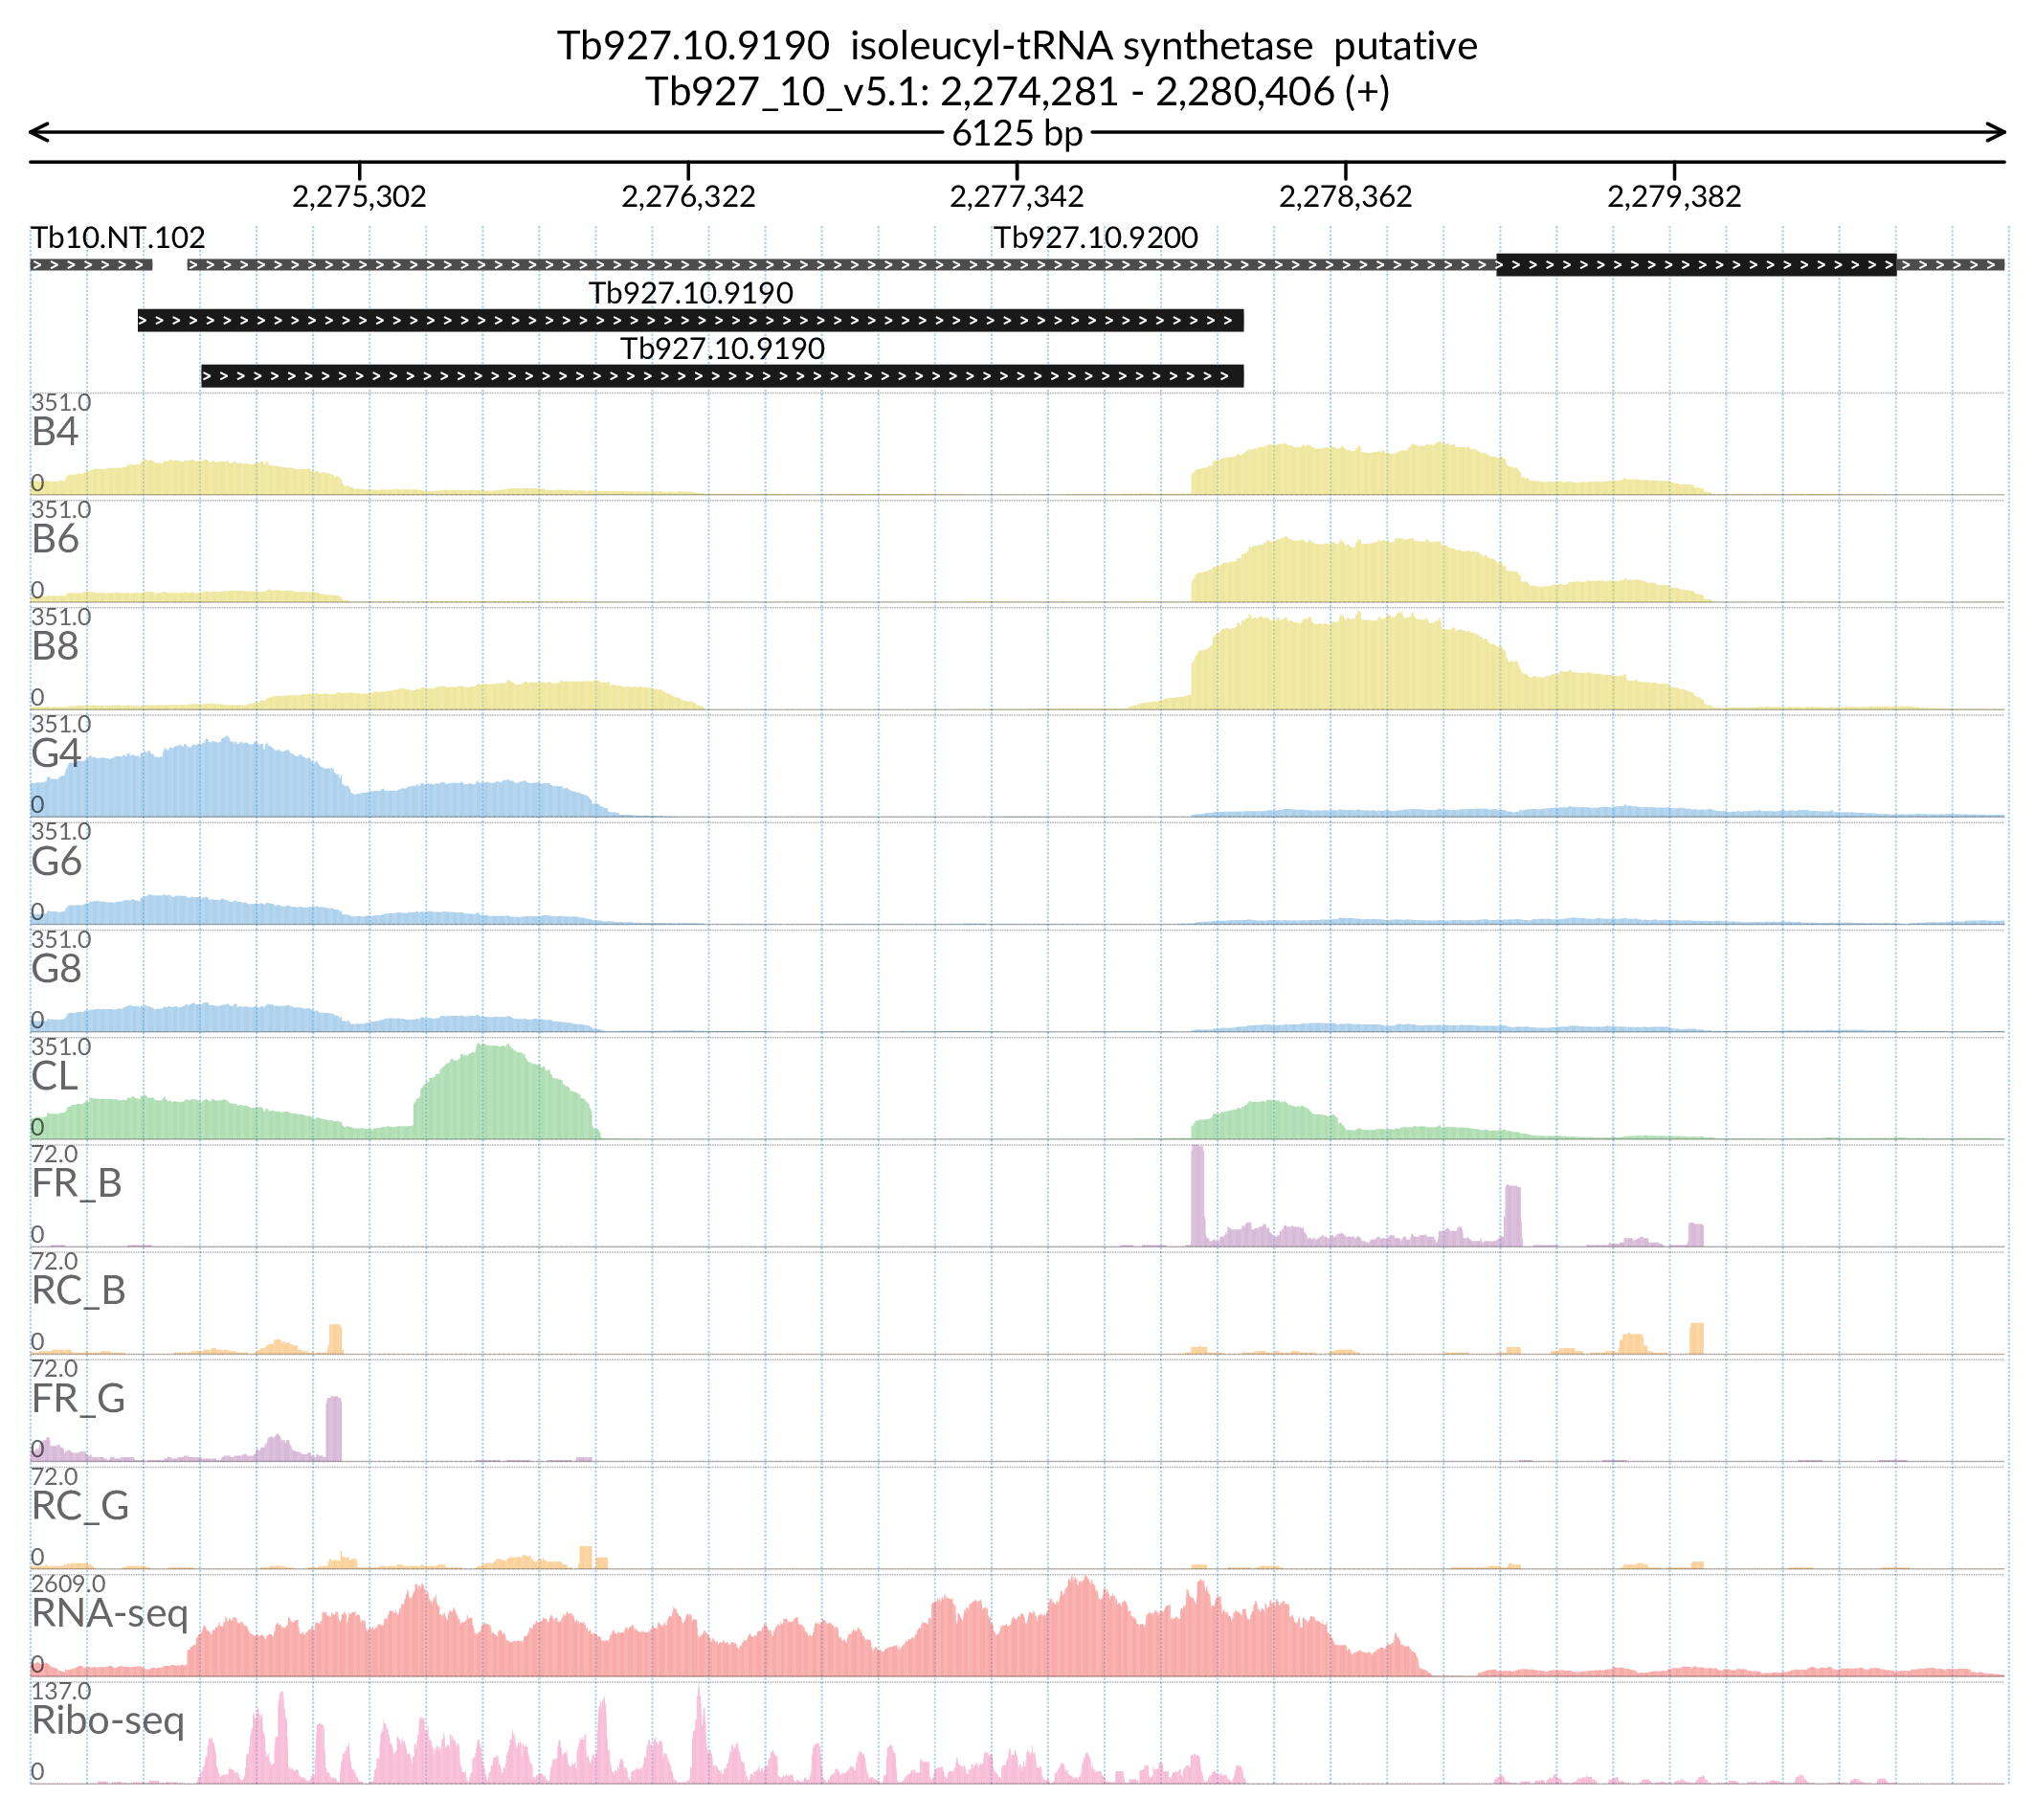 Tb927.10.9190 isoleucyl-tRNA synthetase putative
Tb927_10_v5.1: 2,274,281 - 2,280,406 (+)
6125 bp
2,275,302 2,276,322 2,277,342 2,278,362 2,279,382
Tb10.NT.102 Tb927.10.9200
Tb927.10.9190
Tb927.10.9190
351.0
B4
0
351.0
B6
0
351.0
B8
0
351.0
G4
0
351.0
G6
0
351.0
G8
0
351.0
CL
0
72.0
FR_B
0
72.0
RC_B
0
72.0
FR_G
0
72.0
RC_G
0
2609.0
RNA-seq
0
137.0
Ribo-seq
0